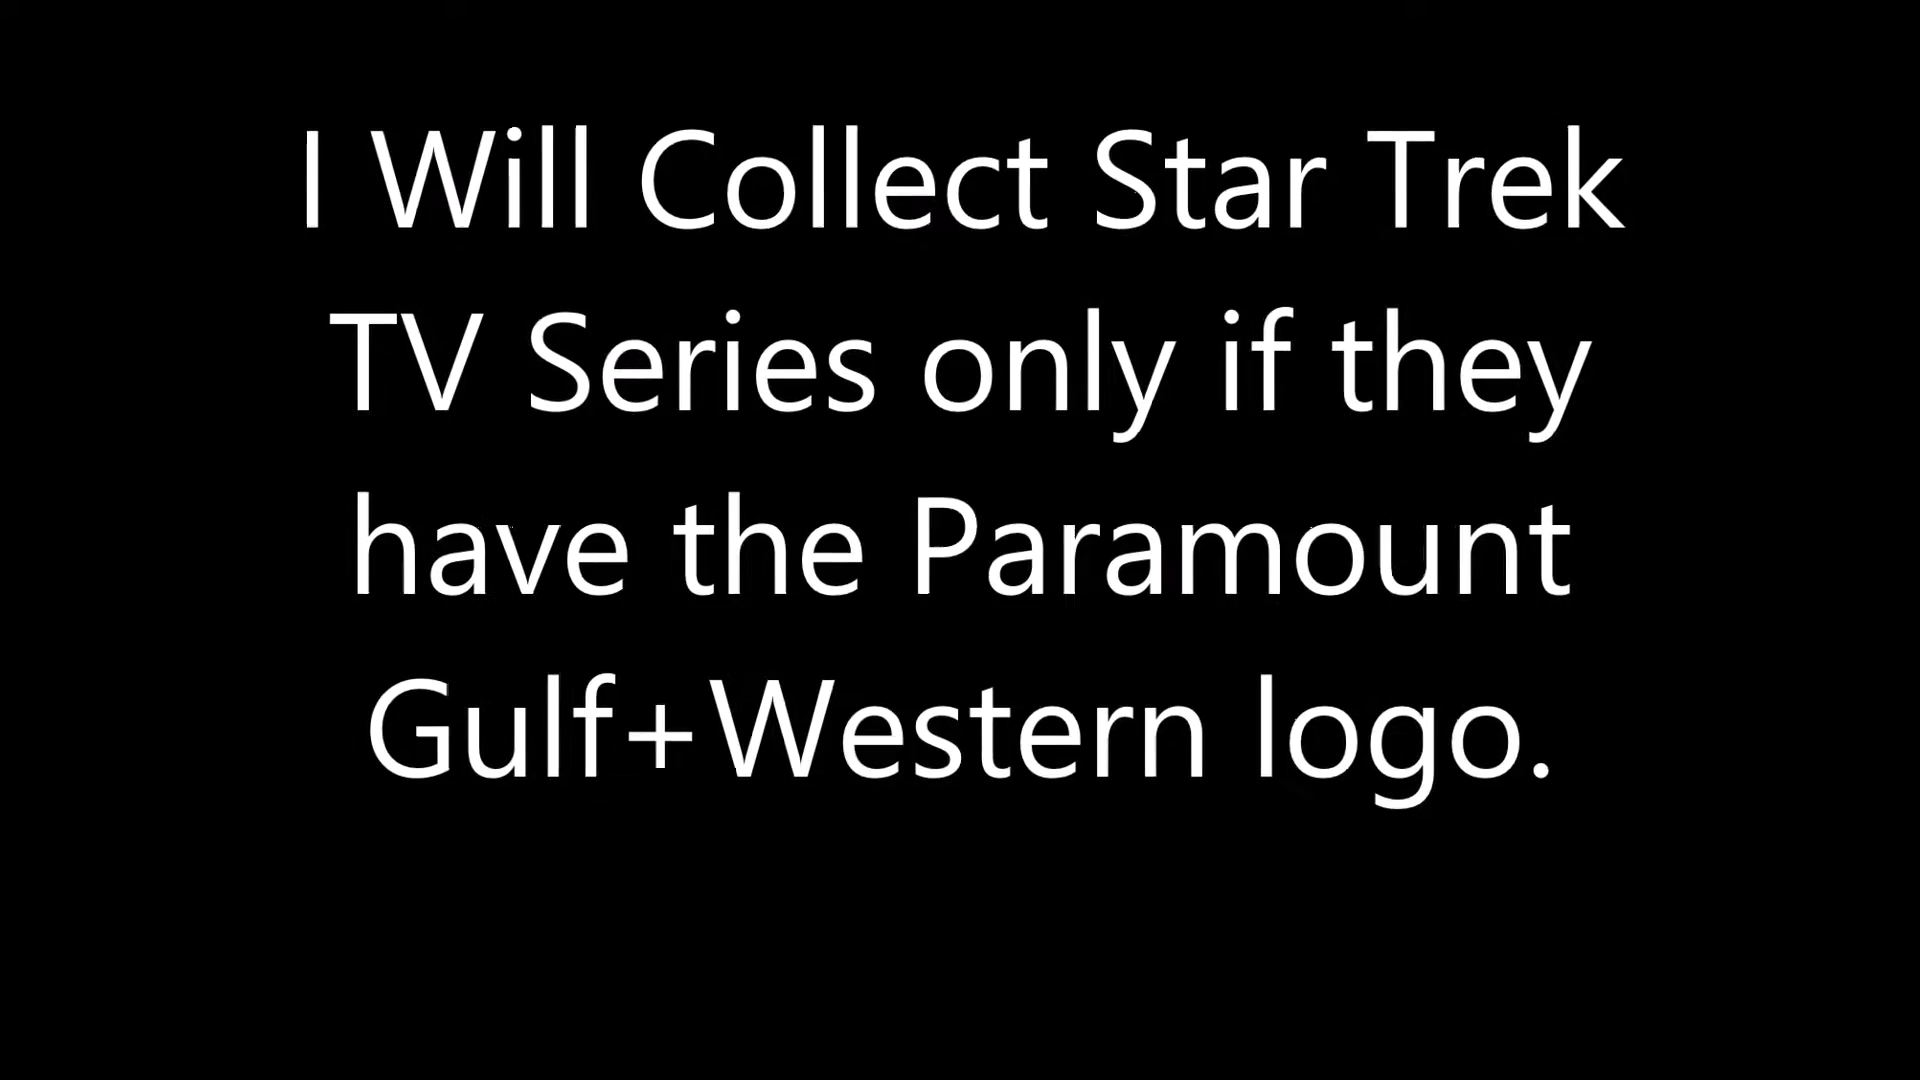 I Will Collect Star Trek
TV Series only if they
have the Paramount
Gulf+Western logo.